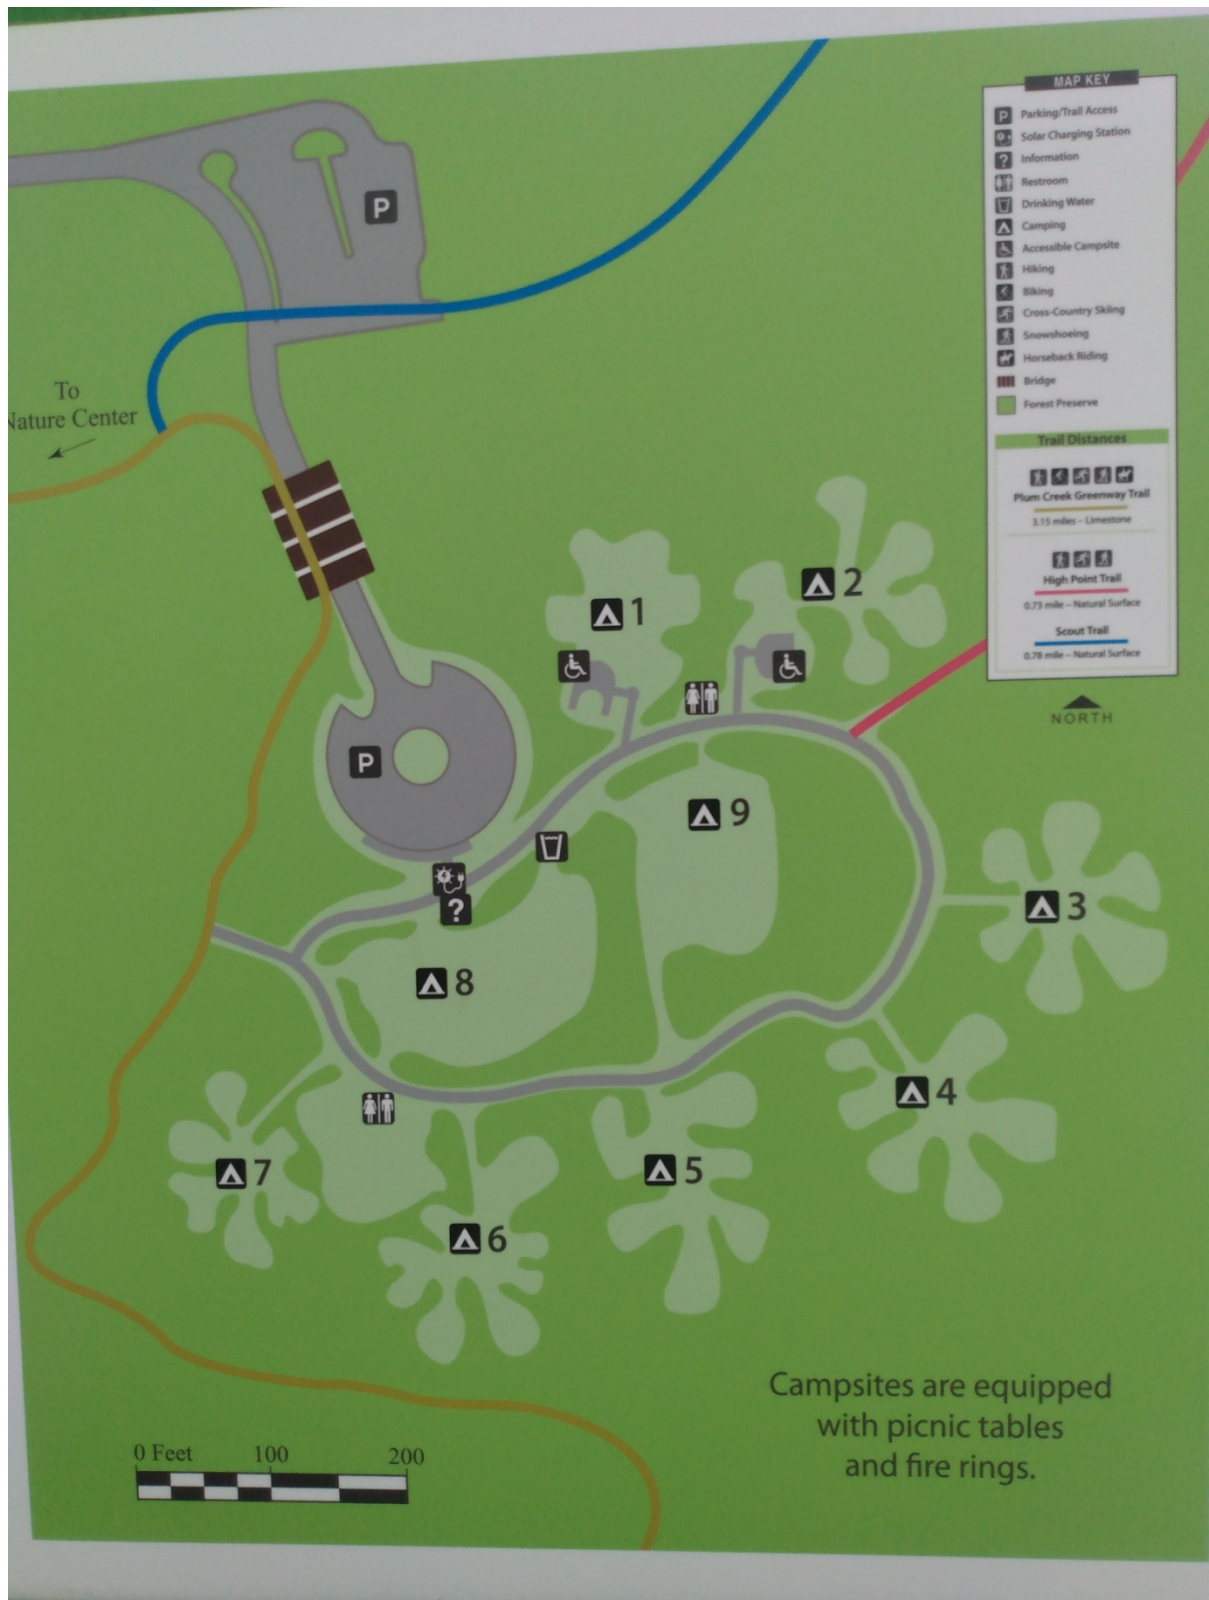 MAP KEY
P Parking/Trail Access
Solar Charging Station
? Information
Restroom
Drinking Water
Camping
Accessible Campsite
Hiking
Biking
Cross-Country Skiing
Snowshoeing
Horseback Riding
Bridge
Forest Preserve
Trail Distances
Plum Creek Greenway Trail
3.15 miles – Limestone
High Point Trail
0.73 mile – Natural Surface
Scout Trail
0.78 mile – Natural Surface
NORTH
P
To
Nature Center
2
1
P
9
3
?
8
4
7
5
6
Campsites are equipped
with picnic tables
and fire rings.
0 Feet 100 200